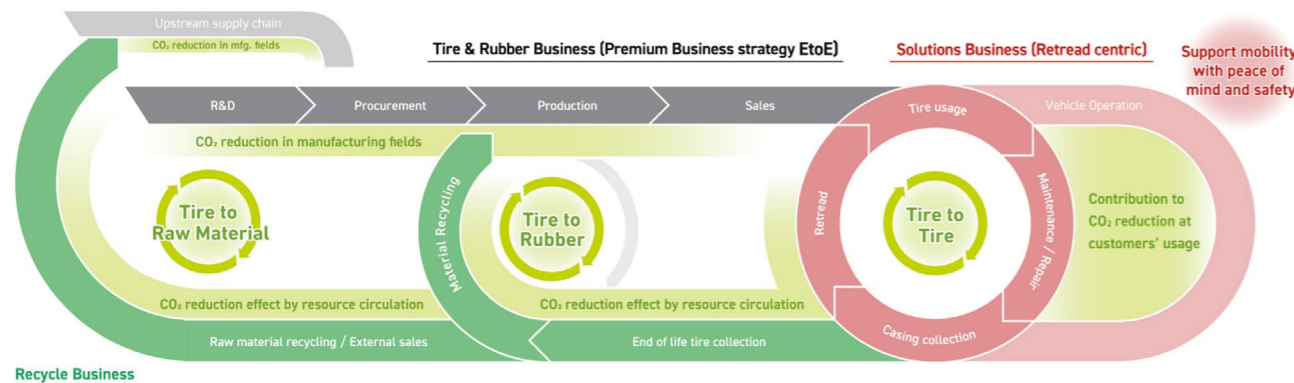 Upstream supply chain
CO₂ reduction in mfg. fields
Tire & Rubber Business (Premium Business strategy EtoE)
Solutions Business (Retread centric)
Support mobility
with peace of
mind and safety
R&D
Procurement
Production
Sales
Tire usage
Vehicle Operation
CO₂ reduction in manufacturing fields
Tire to
Raw Material
Material Recycling
Tire to
Rubber
Retread
Tire to
Tire
Maintenance / Repair
Contribution to
CO₂ reduction at
customers' usage
CO₂ reduction effect by resource circulation
CO₂ reduction effect by resource circulation
Casing collection
Raw material recycling / External sales
End of life tire collection
Recycle Business